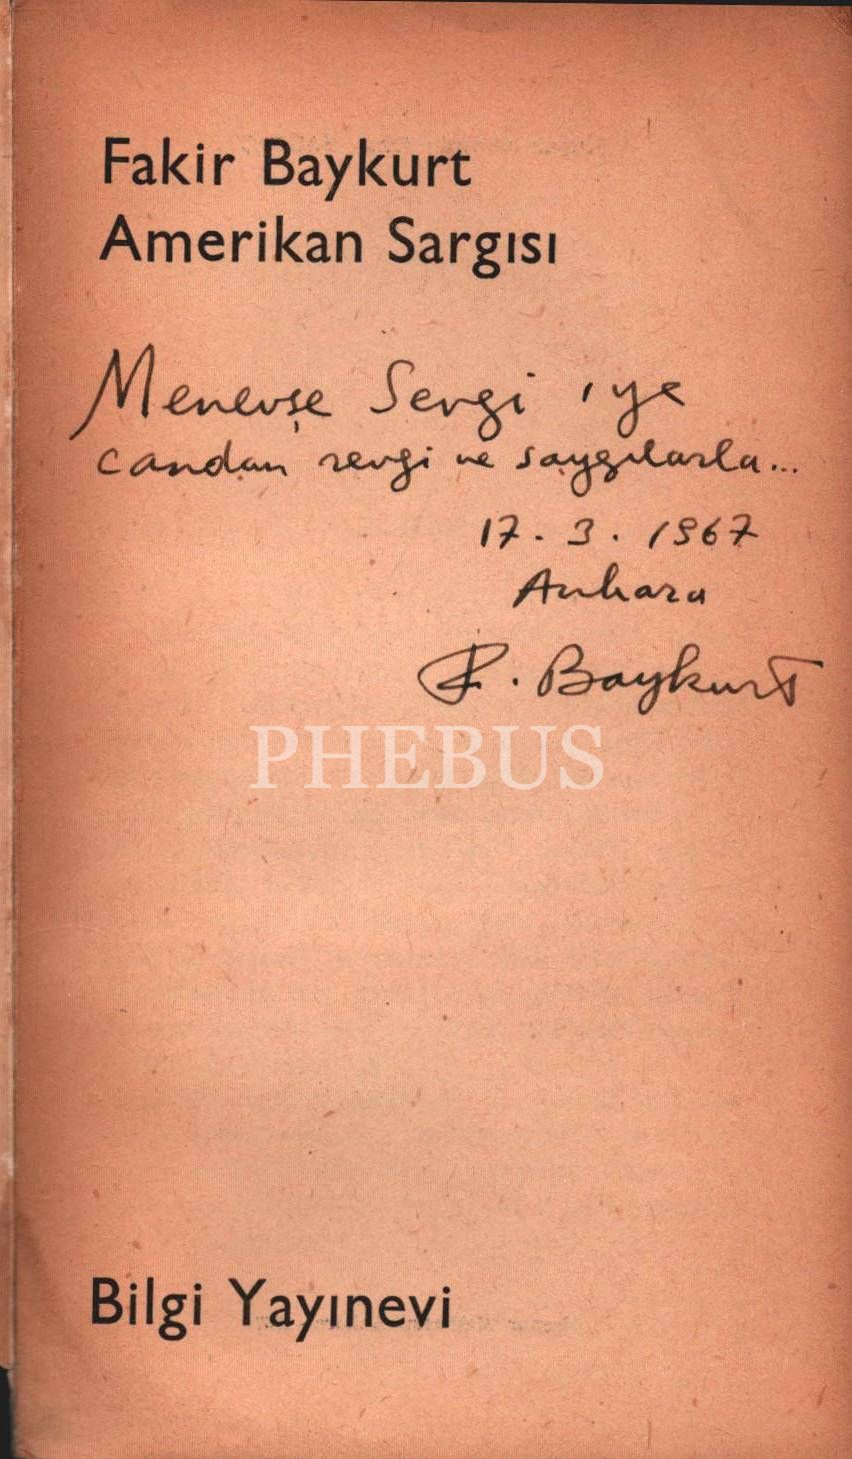 Fakir Baykurt
Amerikan Sargısı
Menevşe Sevgi 'ye
candan sevgi ve saygılarla...
17. 3. 1967
Ankara
F. Baykurt
PHEBUS
Bilgi Yayınevi